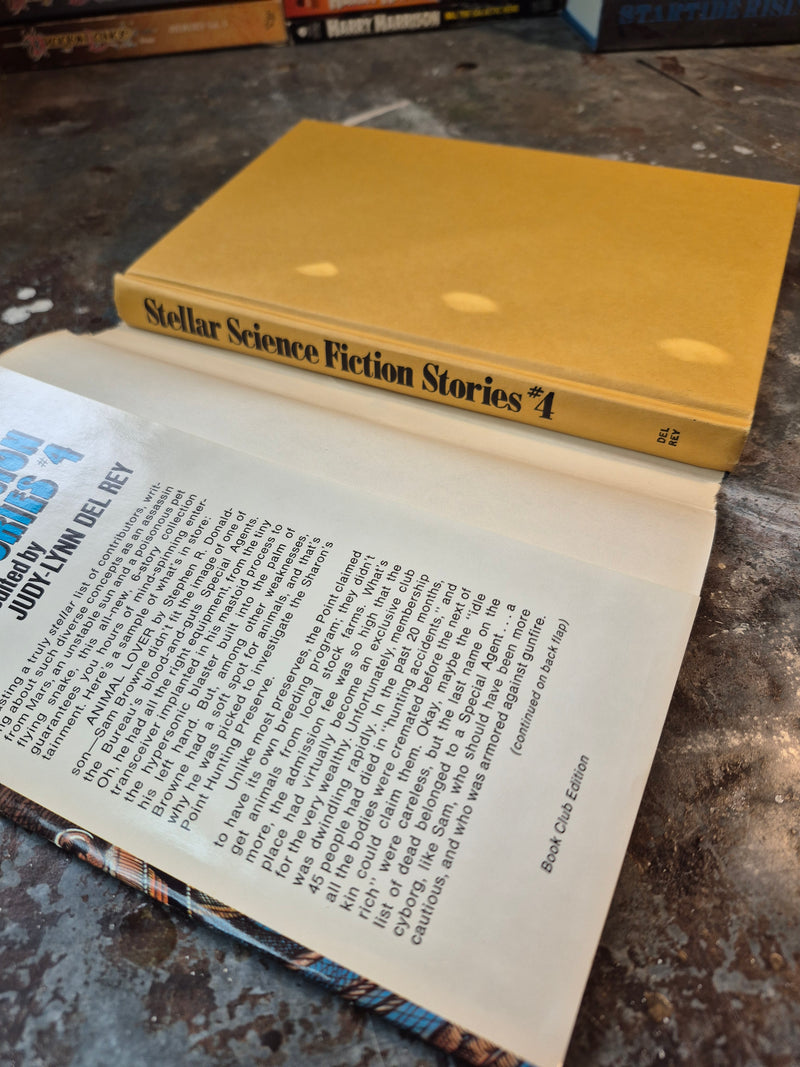 HARRY HARRISON
STARTIDE RISI
Stellar Science Fiction Stories #4
DEL
REY
ORIES #4
edited by
JUDY-LYNN DEL REY
sting a truly stellar list of contributors, writ-
ng about such diverse concepts as an assassin
from Mars, an unstable sun and a poisonous pet
flying snake, this all-new, 6-story collection
guarantees you hours of mind-spinning enter-
tainment. Here's a sample of what's in store:
ANIMAL LOVER by Stephen R. Donald-
son—Sam Browne didn't fit the image of one of
the Bureau's blood-and-guts Special Agents.
Oh, he had all the right equipment from the tiny
transceiver implanted in his mastoid process to
the hypersonic blaster built into the palm of
his left hand. But, among other weaknesses,
Browne had a soft spot for animals, and that's
why he was picked to investigate the Sharon's
Point Hunting Preserve.
Unlike most preserves, the Point claimed
to have its own breeding program; they didn't
get animals from local stock farms. What's
more, the admission fee was so high that the
place had virtually become an exclusive club
for the very wealthy. Unfortunately, membership
was dwindling rapidly. In the past 20 months,
45 people had died in "hunting accidents," and
all the bodies were cremated before the next of
kin could claim them. Okay, maybe the "idle
rich" were careless, but the last name on the
list of dead belonged to a Special Agent . . . a
cyborg, like Sam, who should have been more
cautious, and who was armored against gunfire.
(continued on back flap)
Book Club Edition